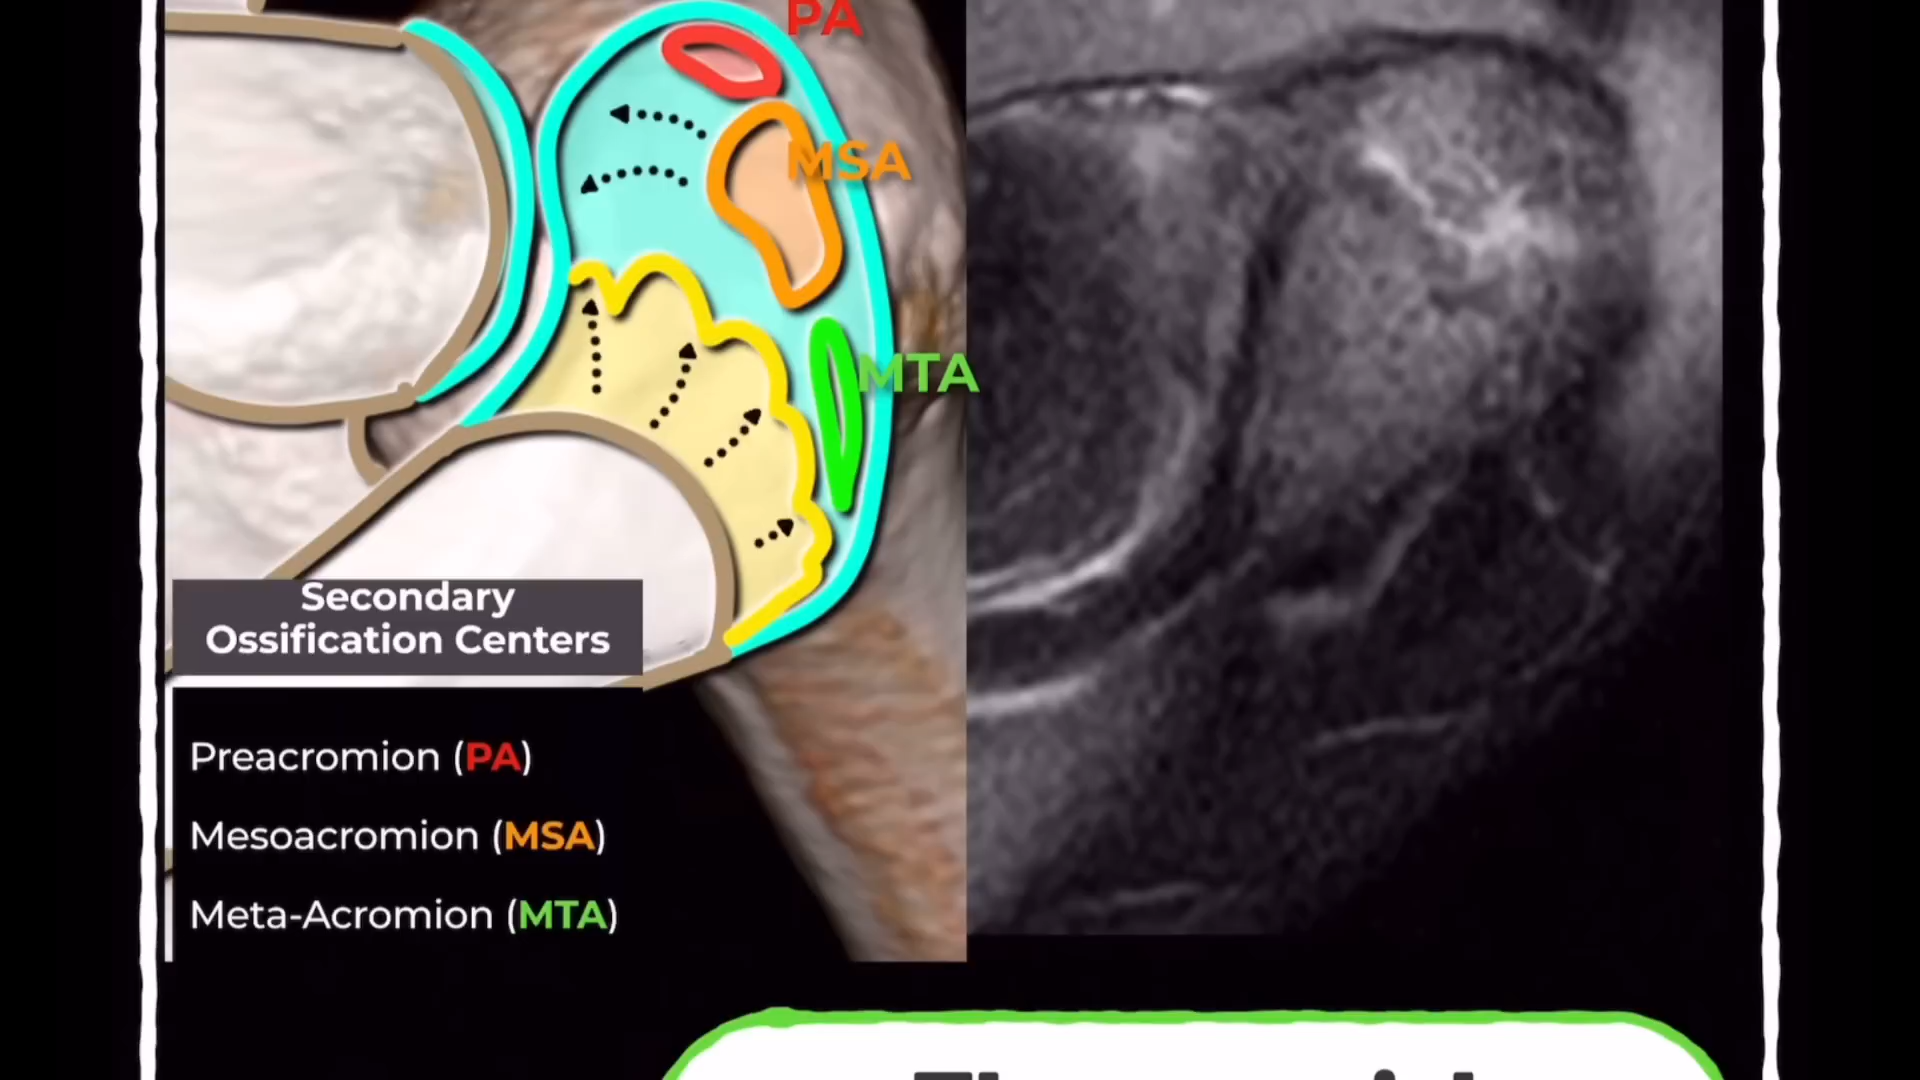 PA
MSA
MTA
Secondary
Ossification Centers
Preacromion (PA)
Mesoacromion (MSA)
Meta-Acromion (MTA)